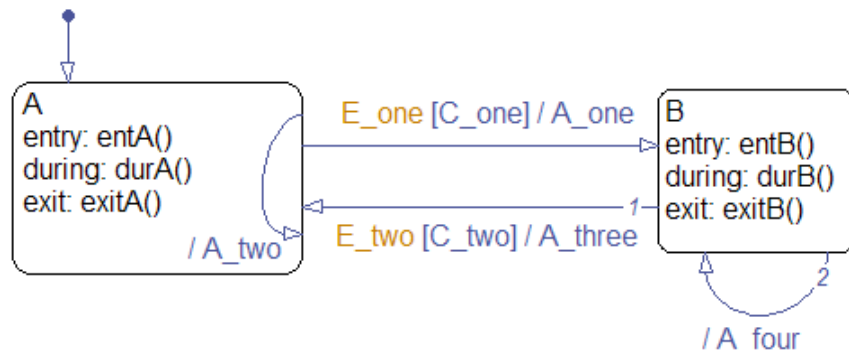 A
entry: entA()
during: durA()
exit: exitA()
/ A_two
E_one [C_one] / A_one
1
E_two [C_two] / A_three
B
entry: entB()
during: durB()
exit: exitB()
2
/ A_four